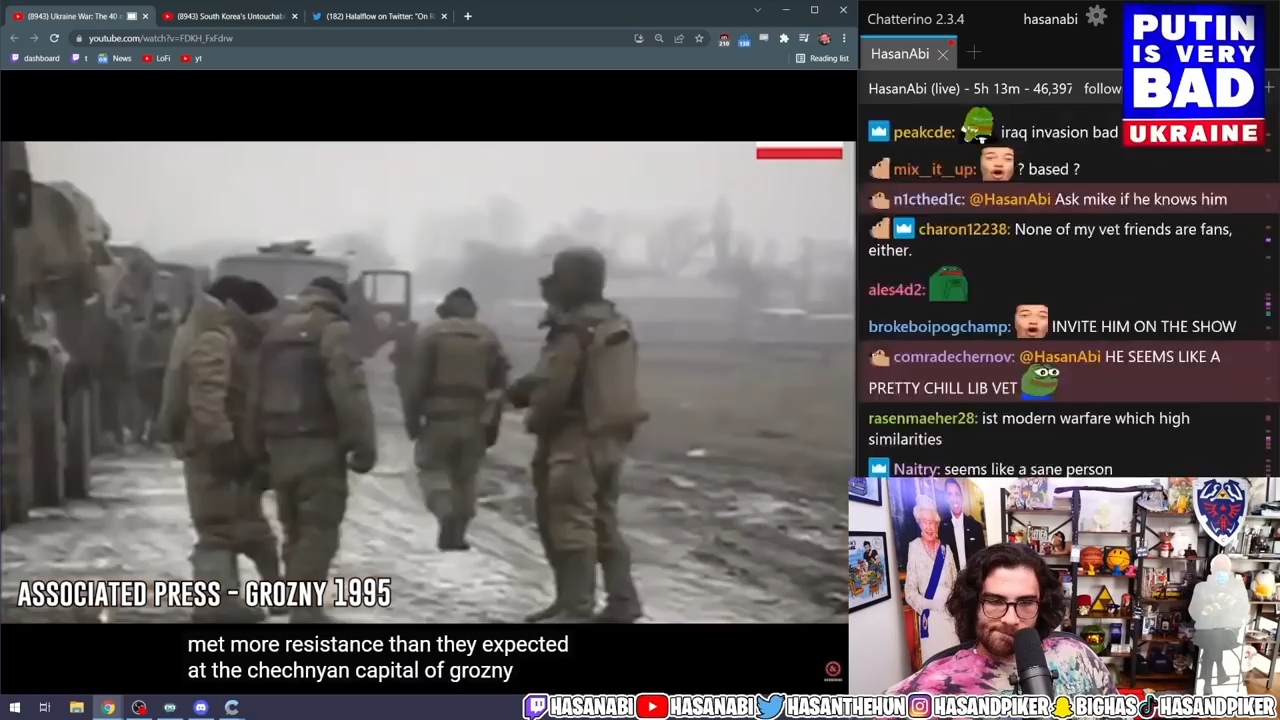 (8943) Ukraine War: The 40
(8943) South Korea's Untouchab
(182) Halalflow on Twitter: "On
youtube.com/watch?v=FDKH_FxFdrw
210
130
dashboard
t
News
LoFi
yt
Reading list
ASSOCIATED PRESS - GROZNY 1995
met more resistance than they expected
at the chechnyan capital of grozny
Chatterino 2.3.4
hasanabi
HasanAbi
HasanAbi (live) - 5h 13m - 46,397 follow
PUTIN
IS VERY
BAD
UKRAINE
peakcde: iraq invasion bad
mix__it__up: ? based ?
n1cthed1c: @HasanAbi Ask mike if he knows him
charon12238: None of my vet friends are fans,
either.
ales4d2:
brokeboipogchamp: INVITE HIM ON THE SHOW
comradechernov: @HasanAbi HE SEEMS LIKE A
PRETTY CHILL LIB VET
rasenmaeher28: ist modern warfare which high
similarities
Naitry: seems like a sane person
HASANABI
HASANABI
HASANTHEHUN
HASANDPIKER
BIGHAS
HASANDPIKER